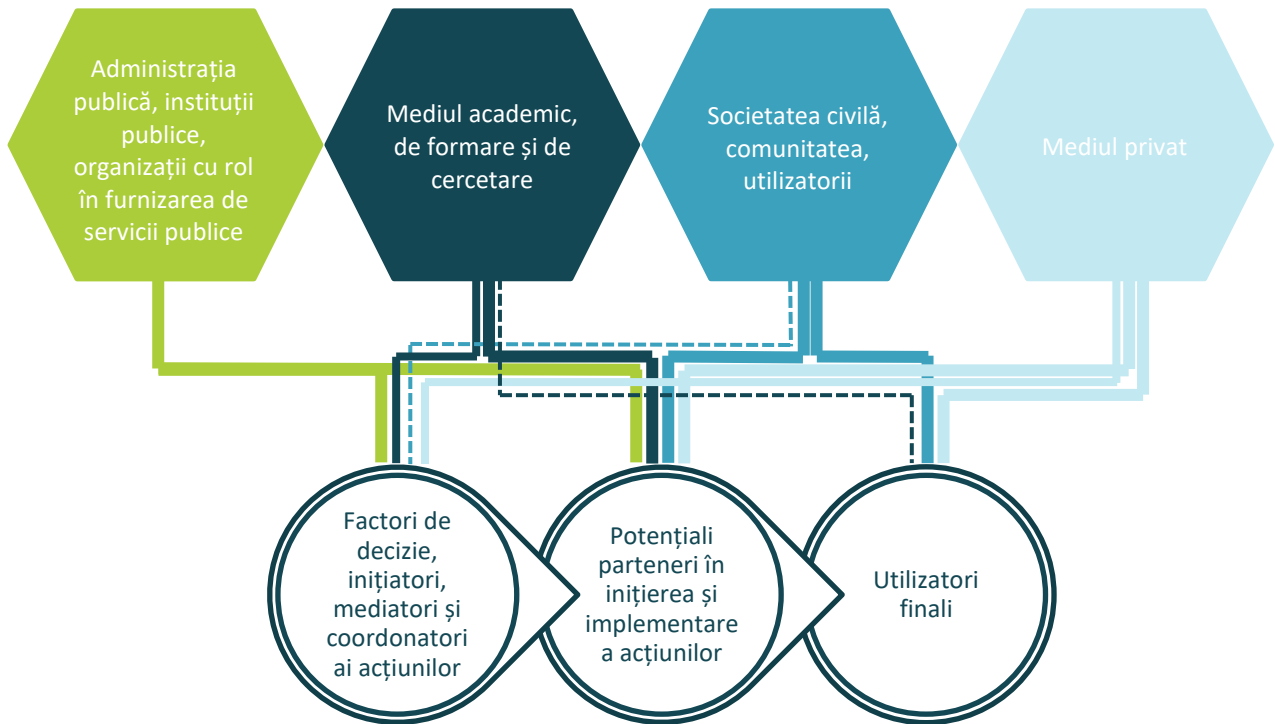 Administrația
publică, instituții
publice,
organizații cu rol
în furnizarea de
servicii publice
Mediul academic,
de formare și de
cercetare
Societatea civilă,
comunitatea,
utilizatorii
Mediul privat
Factori de
decizie,
inițiatori,
mediatori și
coordonatori
ai acțiunilor
Potențiali
parteneri în
inițierea și
implementare
a acțiunilor
Utilizatori
finali